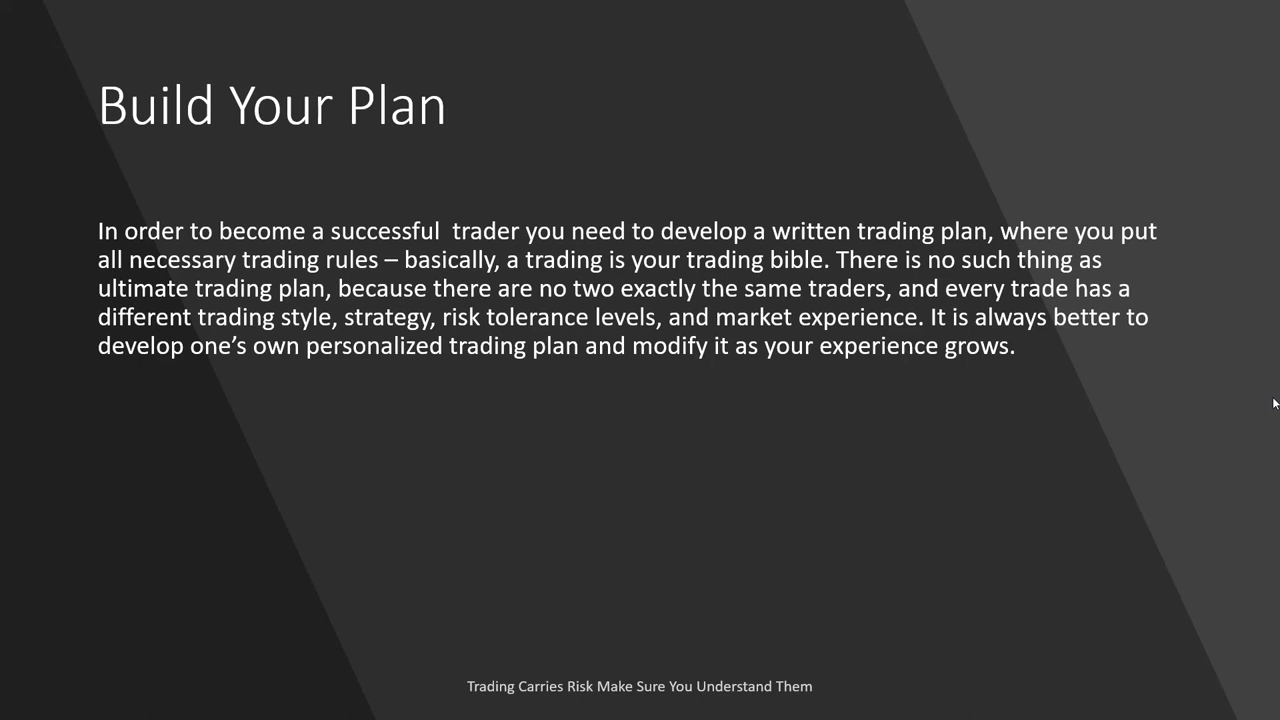 Build Your Plan
In order to become a successful  trader you need to develop a written trading plan, where you put
all necessary trading rules – basically, a trading is your trading bible. There is no such thing as
ultimate trading plan, because there are no two exactly the same traders, and every trade has a
different trading style, strategy, risk tolerance levels, and market experience. It is always better to
develop one’s own personalized trading plan and modify it as your experience grows.
Trading Carries Risk Make Sure You Understand Them